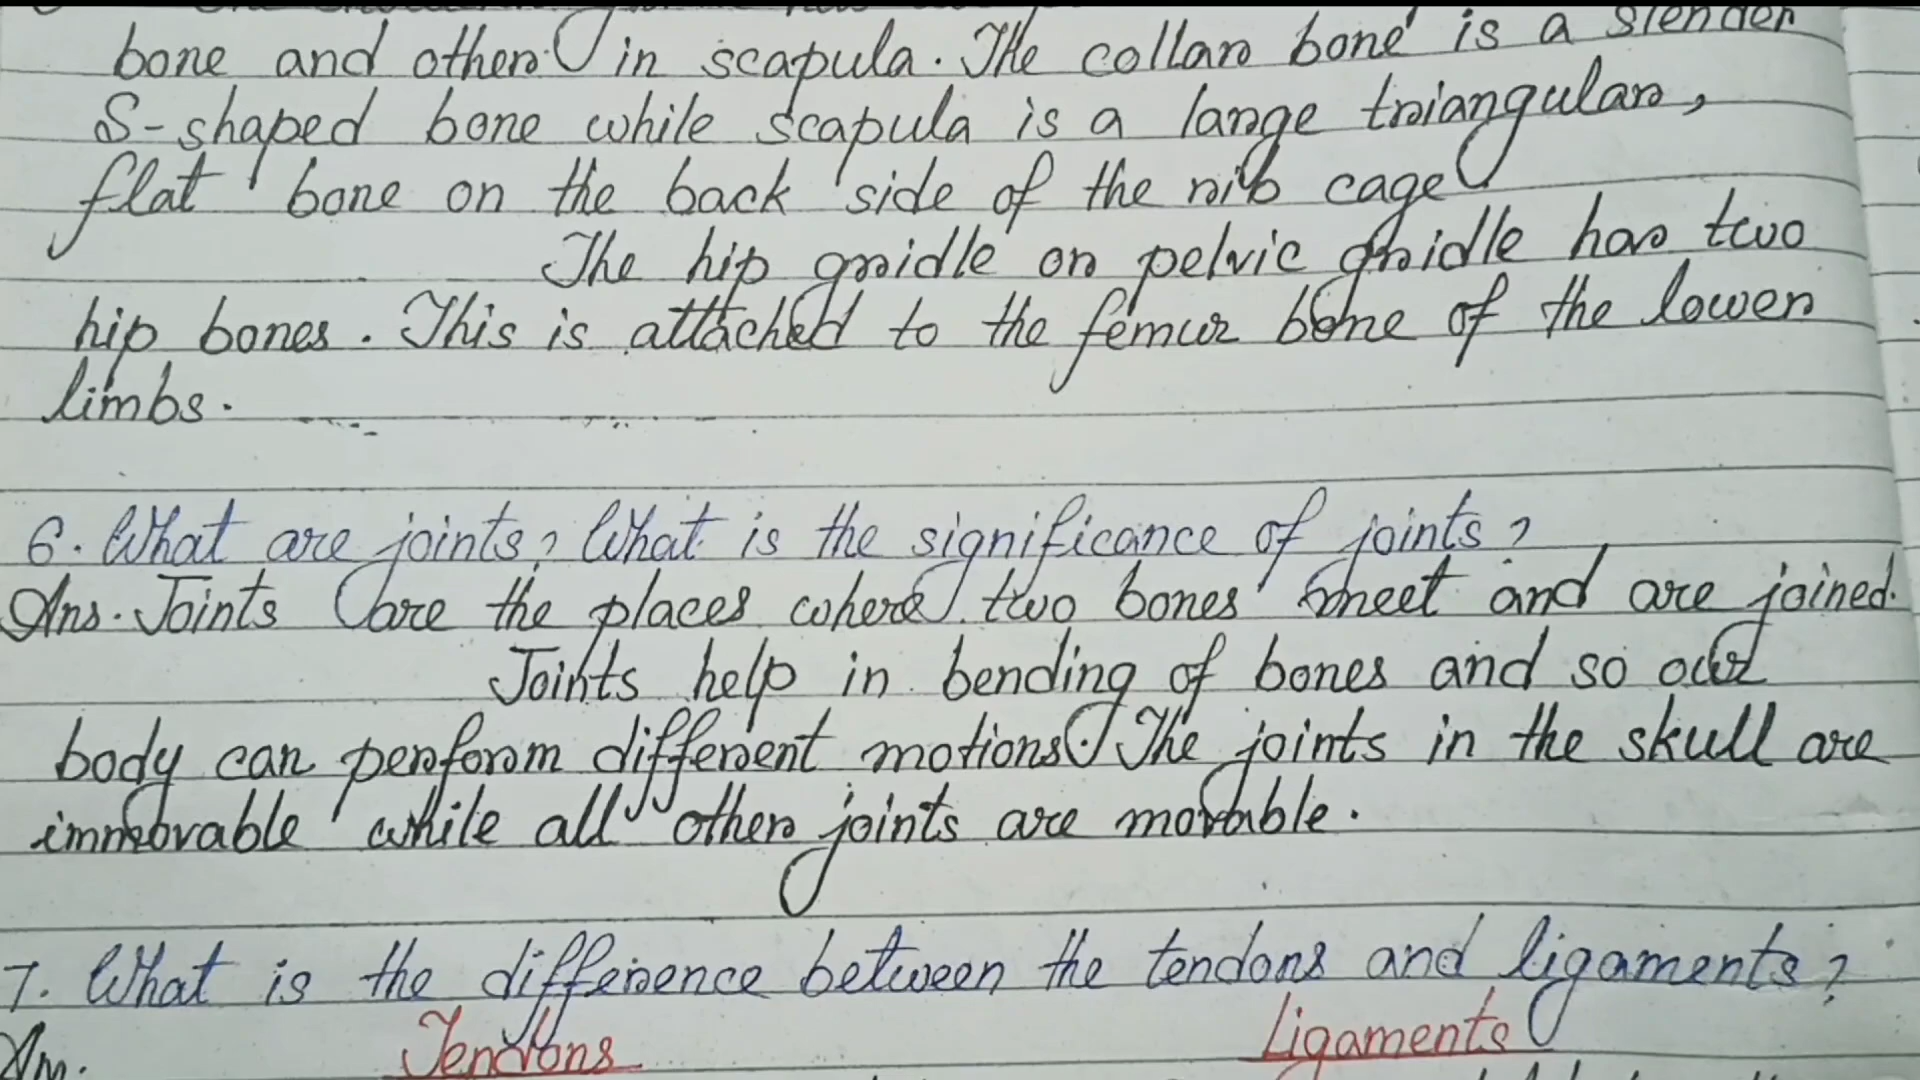 bone and other in scapula. The collar bone is a slender
S-shaped bone while scapula is a large triangular,
flat bone on the back side of the rib cage
The hip gridle or pelvic gridle has two
hip bones. This is attached to the femur bone of the lower
limbs.
6. What are joints? What is the significance of joints?
Ans. Joints are the places where two bones meet and are joined.
Joints help in bending of bones and so our
body can perform different motions. The joints in the skull are
immovable while all other joints are movable.
7. What is the difference between the tendons and ligaments?
Ans.
Tendons
Ligaments